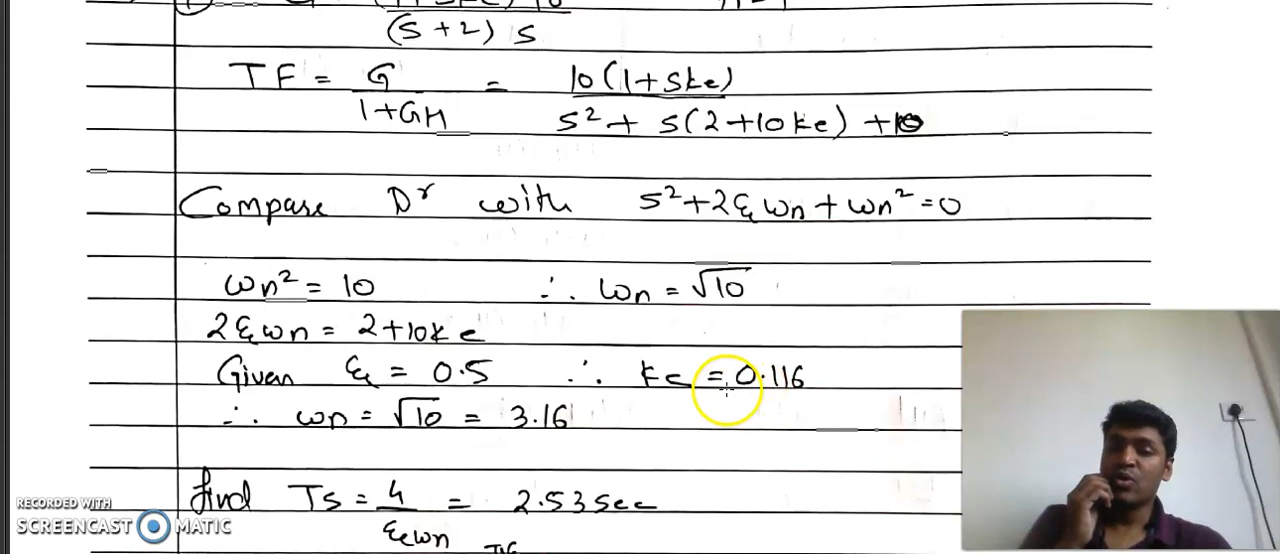 (S+2) S
TF = G / 1+GH = 10(1+Ske) / S² + S(2+10ke) + 10
Compare Dr with S²+2ξωn+ωn²=0
ωn² = 10 ∴ ωn = √10
2ξωn = 2+10ke
Given ξ = 0.5 ∴ ke = 0.116
∴ ωn = √10 = 3.16
find Ts = 4 / ξωn = 2.53 sec
RECORDED WITH
SCREENCAST MATIC